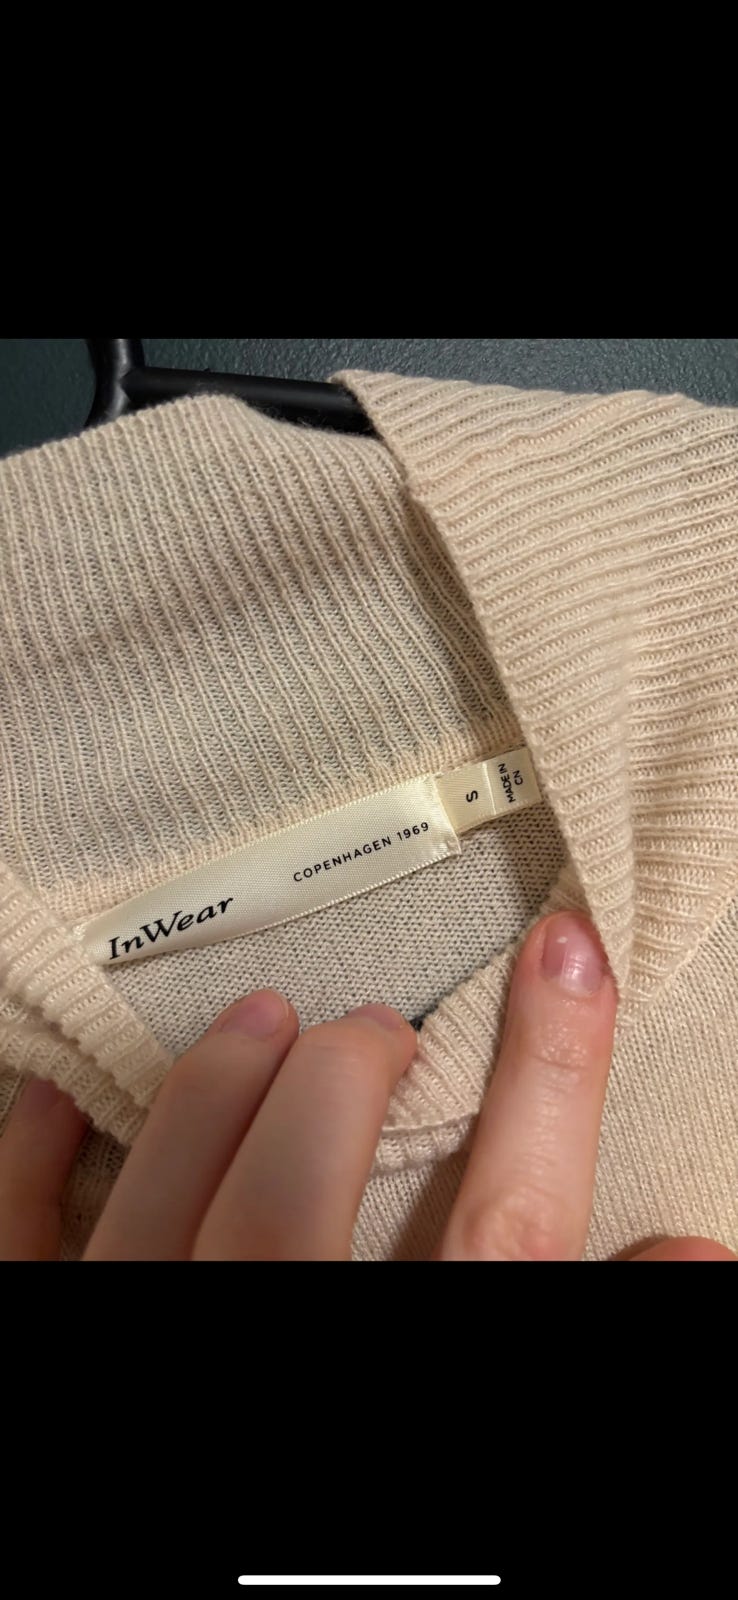 InWear
COPENHAGEN 1969
S
MADE IN
CN